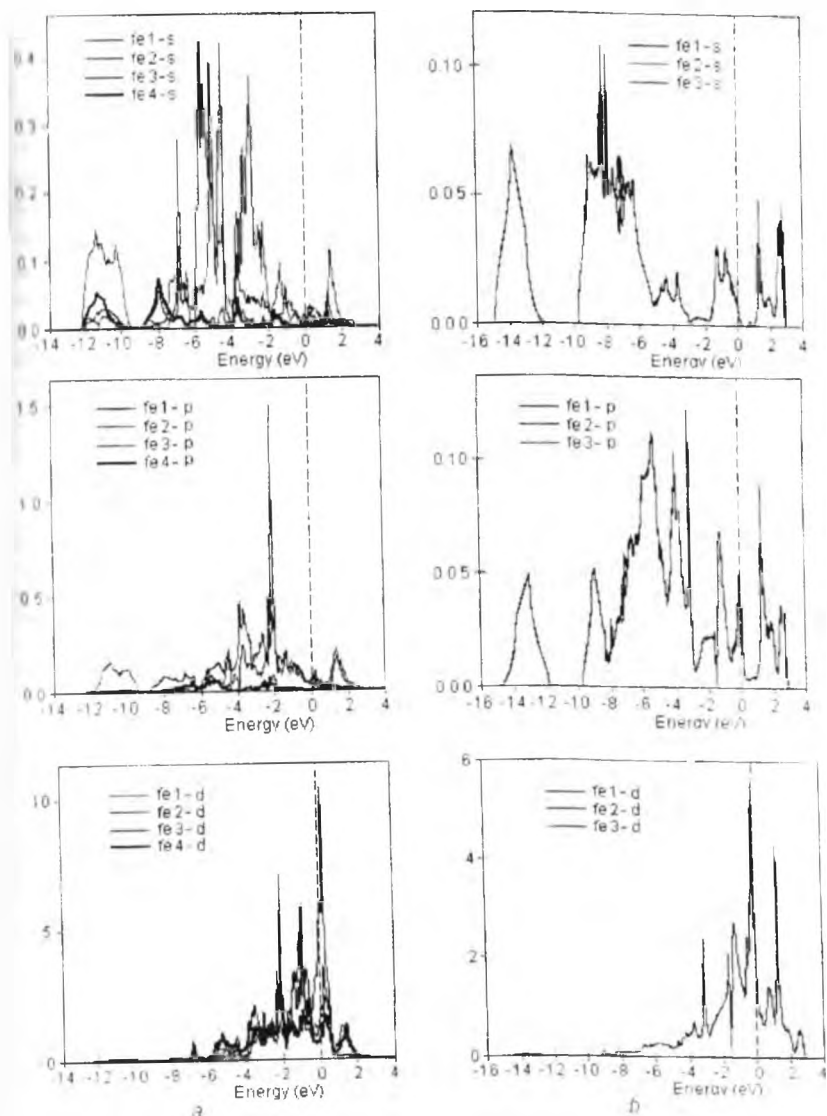 fe1-s
fe2-s
fe3-s
fe4-s
0.4
0.3
0.2
0.1
0.0
-14 -12 -10 -8 -6 -4 -2 0 2 4
Energy (eV)
fe1-s
fe2-s
fe3-s
0.10
0.05
0.00
-16 -14 -12 -10 -8 -6 -4 -2 0 2 4
Energy (eV)
fe1-p
fe2-p
fe3-p
fe4-p
1.5
1.0
0.5
0.0
-14 -12 -10 -8 -6 -4 -2 0 2 4
Energy (eV)
fe1-p
fe2-p
fe3-p
0.10
0.05
0.00
-16 -14 -12 -10 -8 -6 -4 -2 0 2 4
Energy (eV)
fe1-d
fe2-d
fe3-d
fe4-d
10
5
0
14 -12 -10 -8 -6 -4 -2 0 2 4
Energy (eV)
a
fe1-d
fe2-d
fe3-d
6
4
2
0
-16 -14 -12 -10 -8 -6 -4 -2 0 2 4
Energy (eV)
b